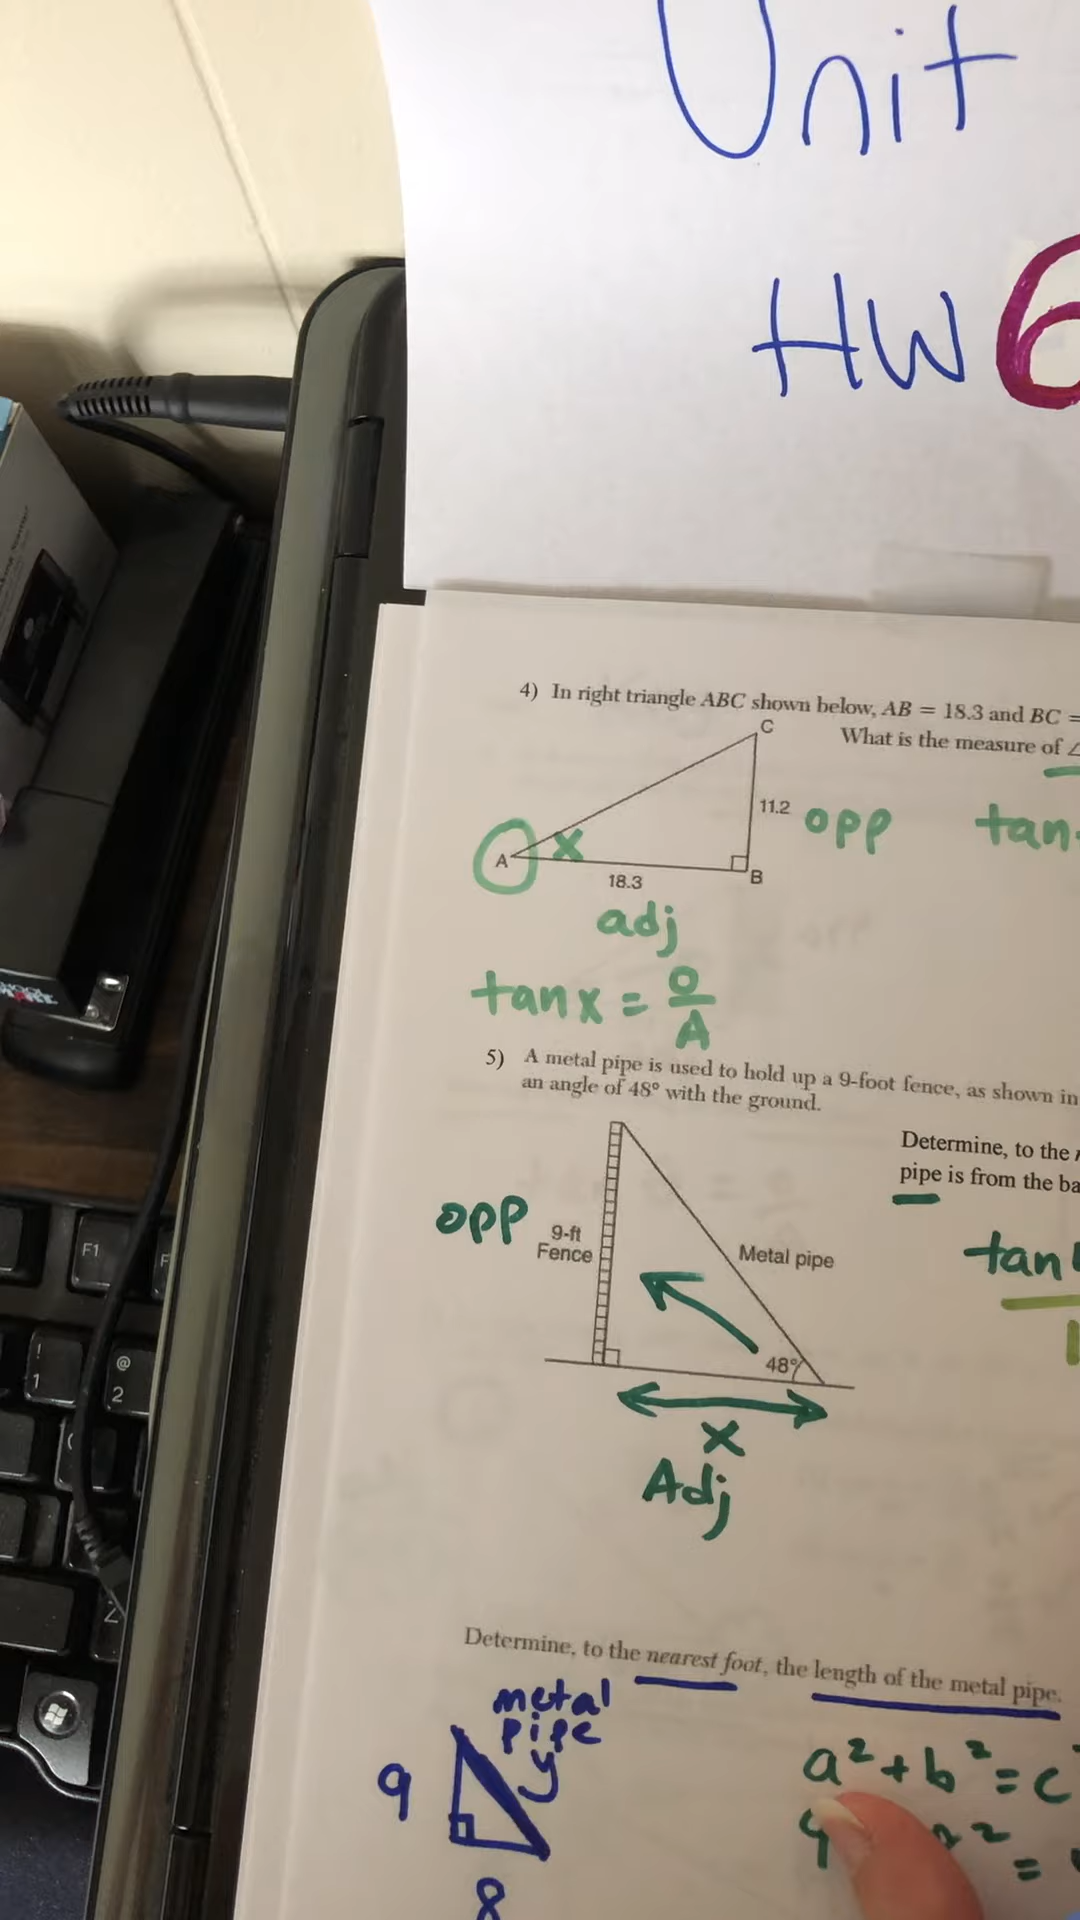 Unit
HW 6
4) In right triangle ABC shown below, AB = 18.3 and BC =
What is the measure of ∠
C
11.2
opp
tan
A
x
B
18.3
adj
tan x = O/A
5) A metal pipe is used to hold up a 9-foot fence, as shown in
an angle of 48° with the ground.
Determine, to the
pipe is from the ba
opp
9-ft
Fence
Metal pipe
tan
48°
x
Adj
Determine, to the nearest foot, the length of the metal pipe.
metal
pipe
y
9
8
a² + b² = c
F1
!
1
@
2
Z